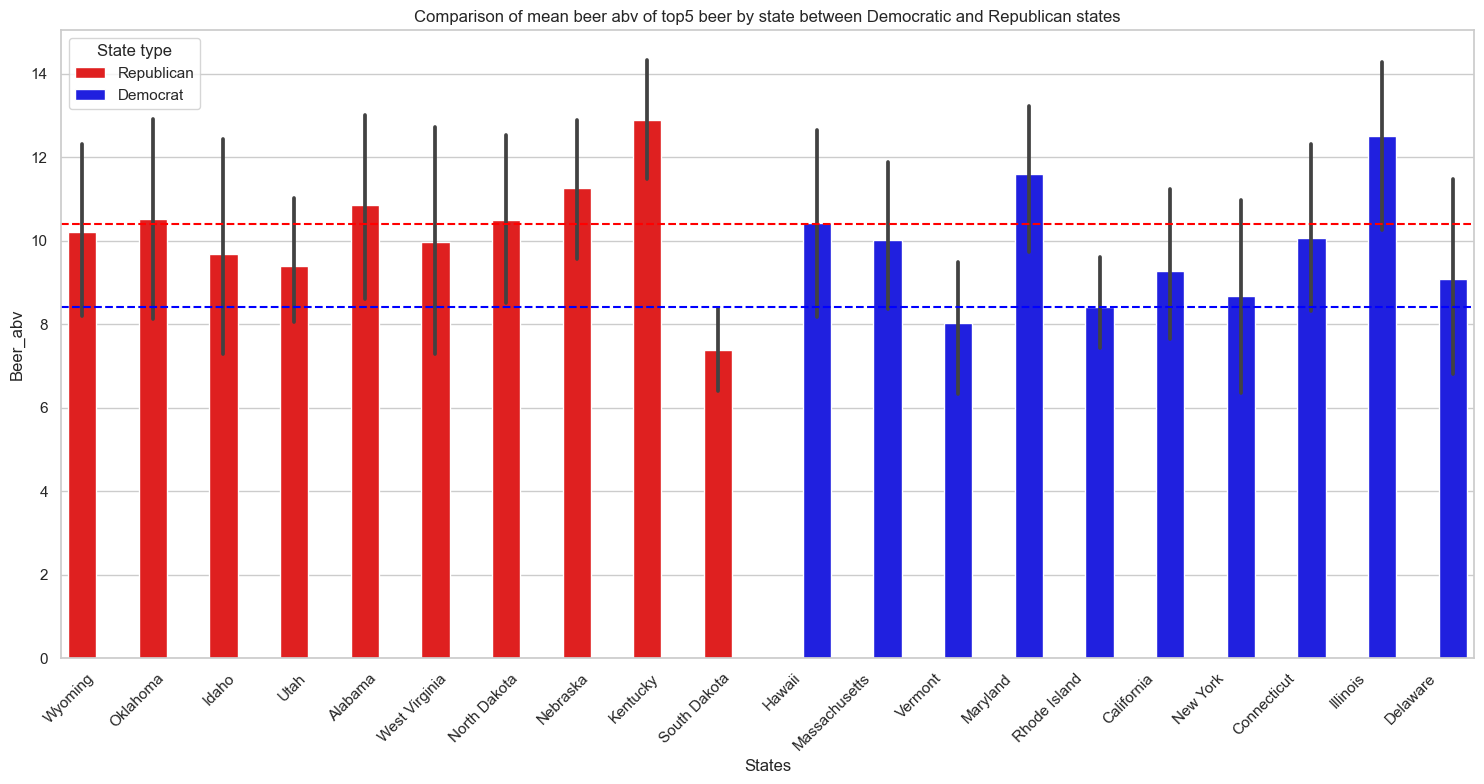 Comparison of mean beer abv of top5 beer by state between Democratic and Republican states
State type
Republican
Democrat
Beer_abv
14
12
10
8
6
4
2
0
Wyoming
Oklahoma
Idaho
Utah
Alabama
West Virginia
North Dakota
Nebraska
Kentucky
South Dakota
Hawaii
Massachusetts
Vermont
Maryland
Rhode Island
California
New York
Connecticut
Illinois
Delaware
States